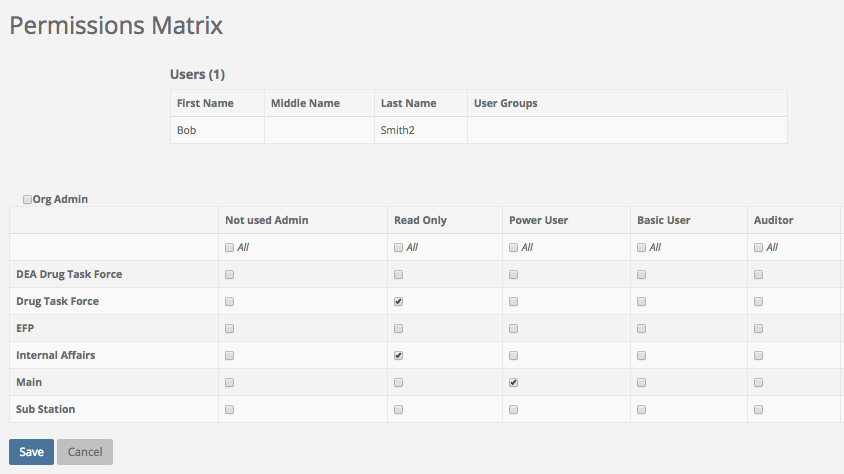 Permissions Matrix
Users (1)
First Name Middle Name Last Name User Groups
Bob Smith2
Org Admin
Not used Admin Read Only Power User Basic User Auditor
All All All All All
DEA Drug Task Force
Drug Task Force
EFP
Internal Affairs
Main
Sub Station
Save Cancel